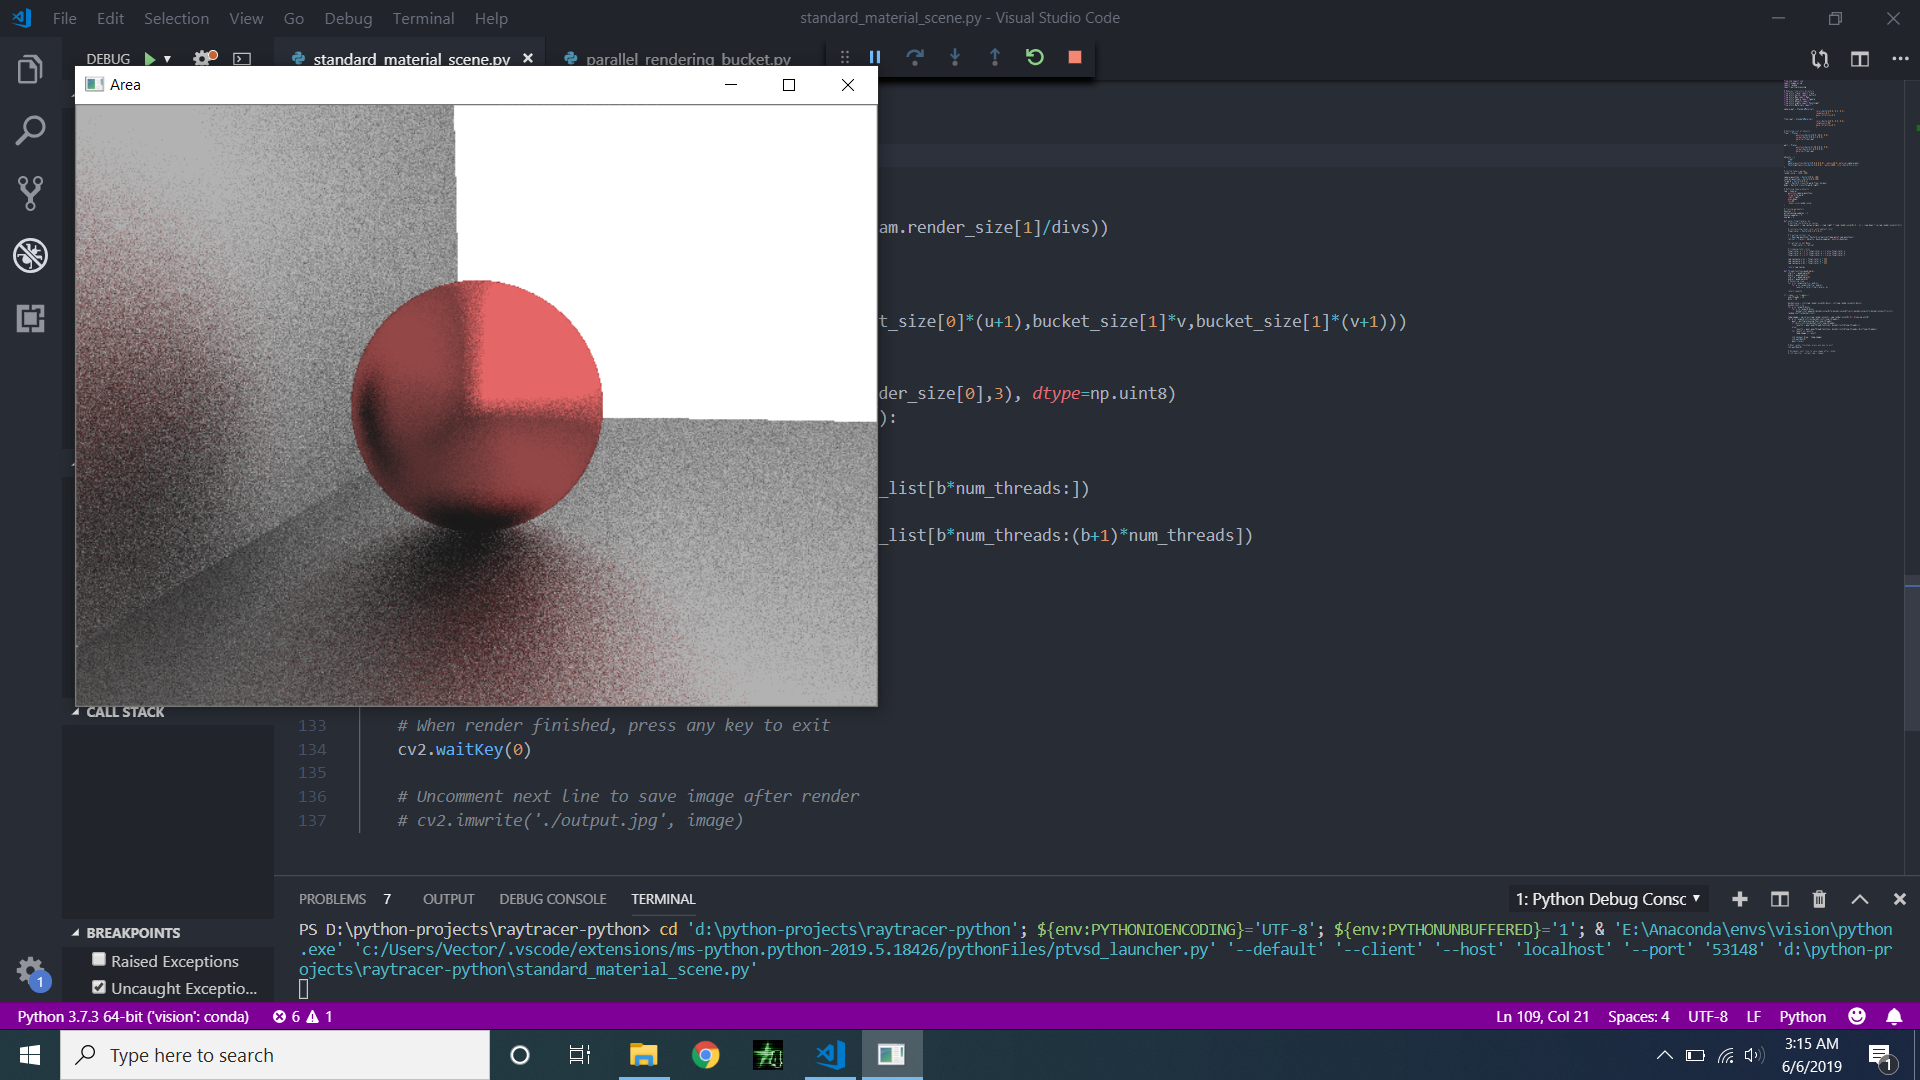 File Edit Selection View Go Debug Terminal Help
standard_material_scene.py - Visual Studio Code
DEBUG
standard_material_scene.py
parallel_rendering_bucket.py
Area
am.render_size[1]/divs))
t_size[0]*(u+1),bucket_size[1]*v,bucket_size[1]*(v+1)))
der_size[0],3), dtype=np.uint8)
):
_list[b*num_threads:])
_list[b*num_threads:(b+1)*num_threads])
CALL STACK
133 # When render finished, press any key to exit
134 cv2.waitKey(0)
135
136 # Uncomment next line to save image after render
137 # cv2.imwrite('./output.jpg', image)
PROBLEMS 7 OUTPUT DEBUG CONSOLE TERMINAL
1: Python Debug Consc
PS D:\python-projects\raytracer-python> cd 'd:\python-projects\raytracer-python'; ${env:PYTHONIOENCODING}='UTF-8'; ${env:PYTHONUNBUFFERED}='1'; & 'E:\Anaconda\envs\vision\python
.exe' 'c:/Users/Vector/.vscode/extensions/ms-python.python-2019.5.18426/pythonFiles/ptvsd_launcher.py' '--default' '--client' '--host' 'localhost' '--port' '53148' 'd:\python-pr
ojects\raytracer-python\standard_material_scene.py'
BREAKPOINTS
Raised Exceptions
Uncaught Exceptio...
1
Python 3.7.3 64-bit ('vision': conda) 6 1
Ln 109, Col 21 Spaces: 4 UTF-8 LF Python
Type here to search
3:15 AM
6/6/2019
1